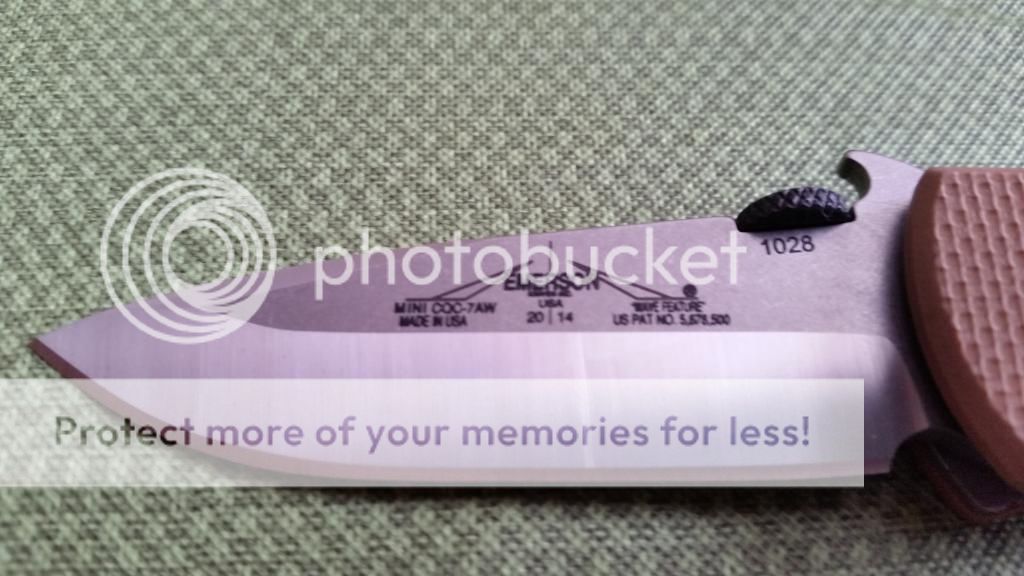 1028
photobucket
EMERSON
MINI CQC-7AW
MADE IN USA
USA
20 | 14
"WAVE FEATURE"
US PAT NO. 5,878,500
Protect more of your memories for less!